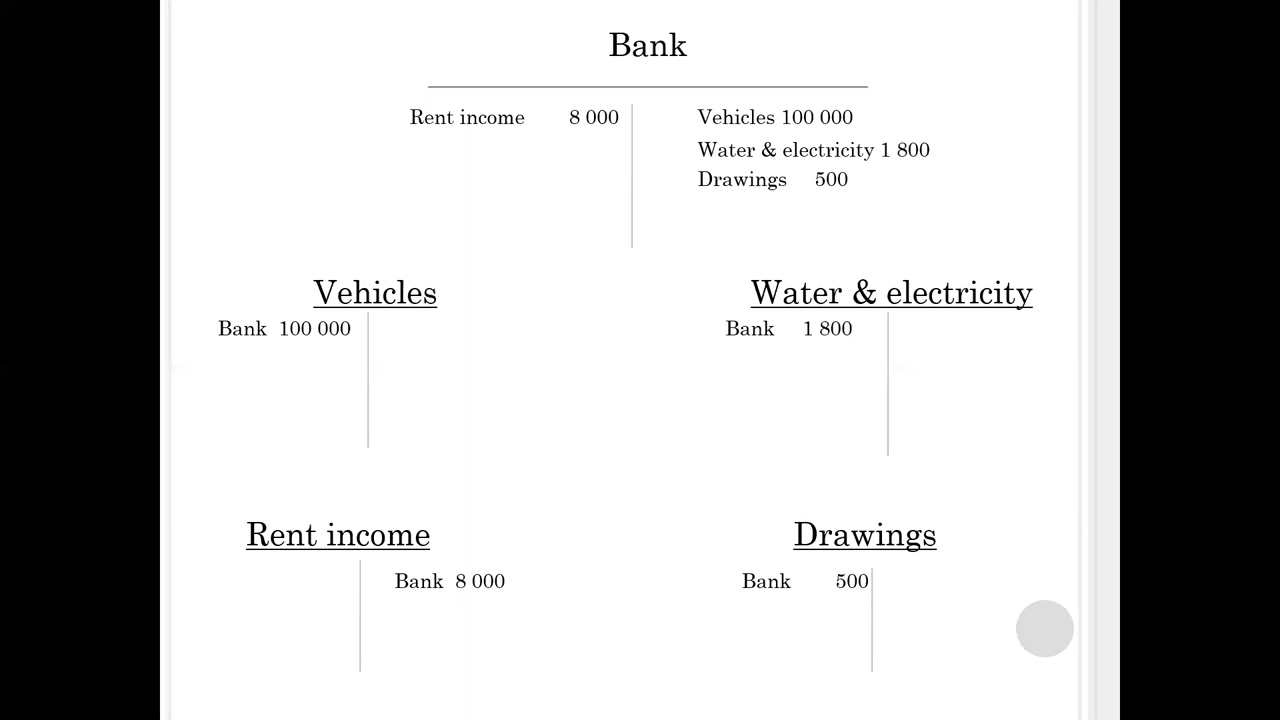 Bank
Rent income 8 000 Vehicles 100 000
Water & electricity 1 800
Drawings 500
Vehicles Water & electricity
Bank 100 000 Bank 1 800
Rent income Drawings
Bank 8 000 Bank 500